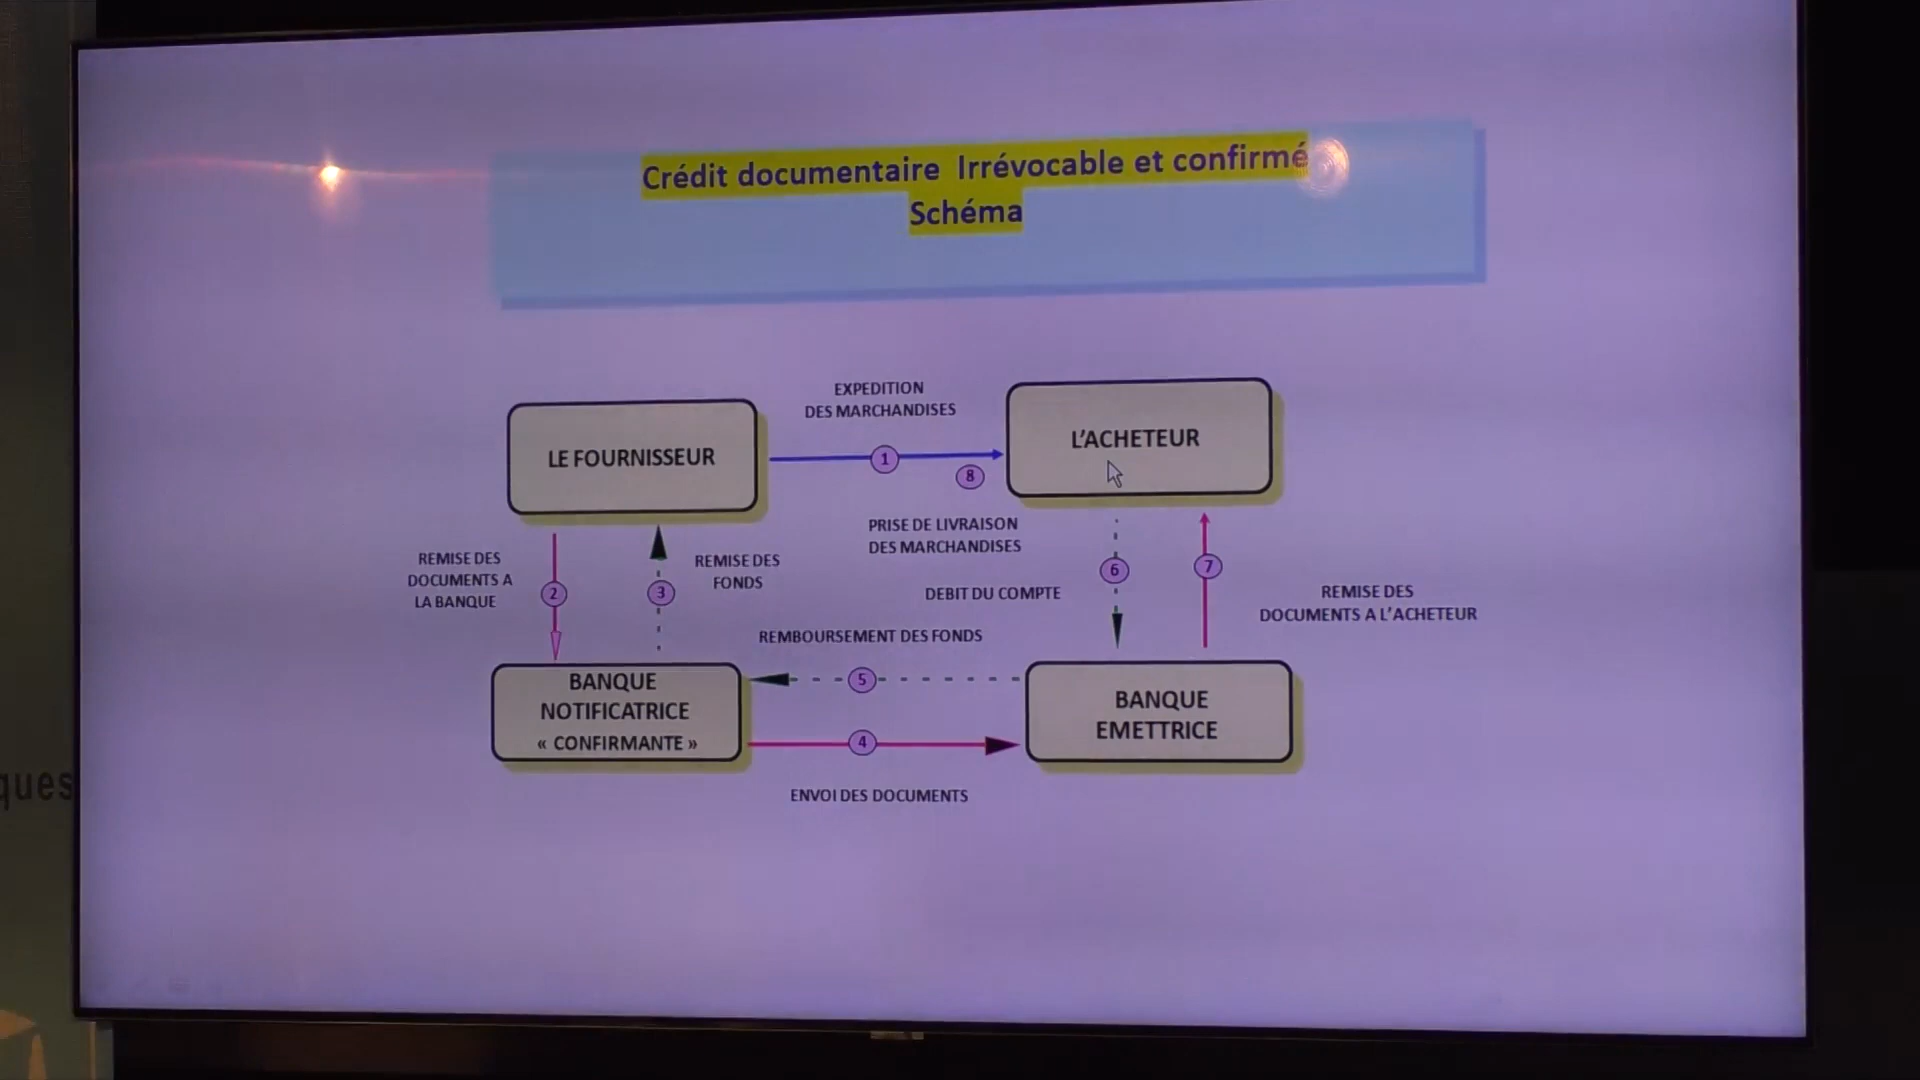 Crédit documentaire Irrévocable et confirmé
Schéma
EXPEDITION
DES MARCHANDISES
LE FOURNISSEUR
1
8
L'ACHETEUR
PRISE DE LIVRAISON
DES MARCHANDISES
REMISE DES
DOCUMENTS A
LA BANQUE
2
3
REMISE DES
FONDS
DEBIT DU COMPTE
6
7
REMISE DES
DOCUMENTS A L'ACHETEUR
REMBOURSEMENT DES FONDS
5
BANQUE
NOTIFICATRICE
« CONFIRMANTE »
4
BANQUE
EMETTRICE
ENVOI DES DOCUMENTS
ques